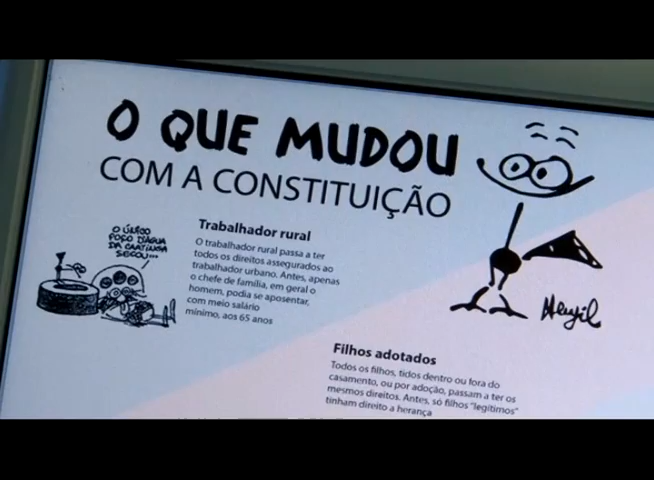 O QUE MUDOU
COM A CONSTITUIÇÃO
O ÚNICO
POÇO D'ÁGUA
DA CAATINGA
SECOU...
Trabalhador rural
O trabalhador rural passa a ter
todos os direitos assegurados ao
trabalhador urbano. Antes, apenas
o chefe de família, em geral o
homem, podia se aposentar,
com meio salário
mínimo, aos 65 anos
Henfil
Filhos adotados
Todos os filhos, tidos dentro ou fora do
casamento, ou por adoção, passam a ter os
mesmos direitos. Antes, só filhos "legítimos"
tinham direito a herança